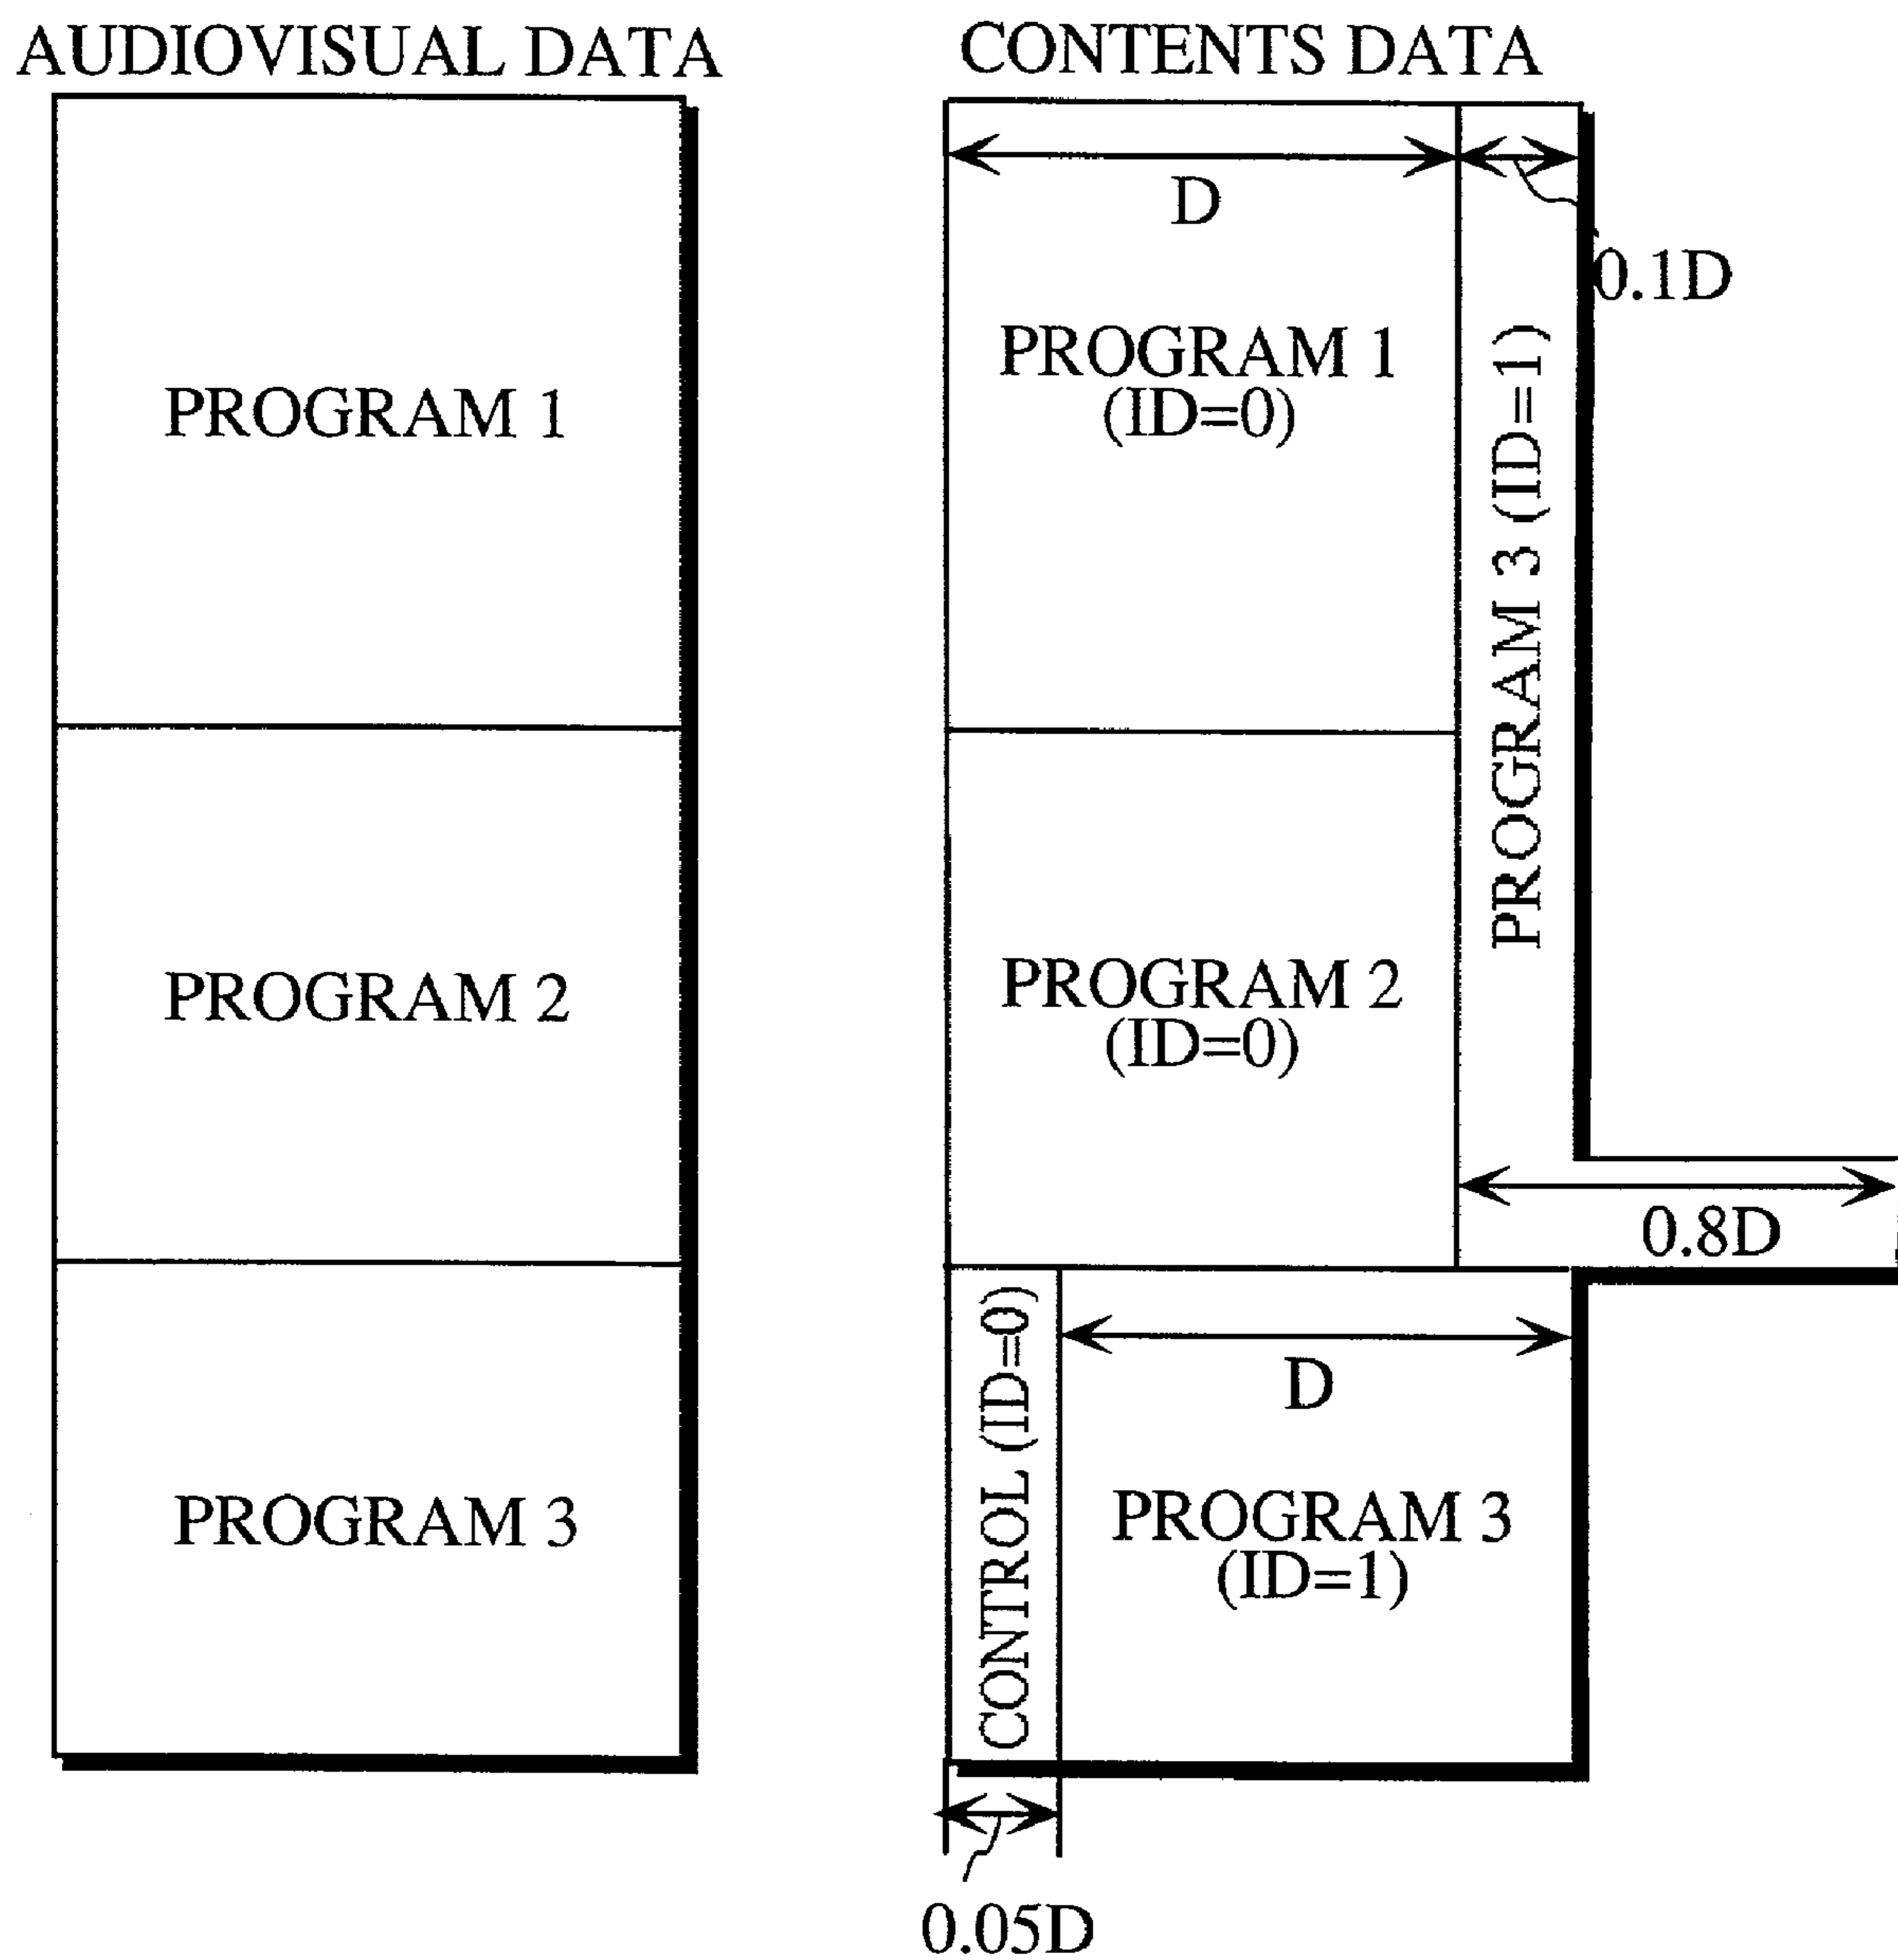 AUDIOVISUAL DATA
PROGRAM 1
PROGRAM 2
PROGRAM 3
CONTENTS DATA
D
0.1D
PROGRAM 1
(ID=0)
PROGRAM 3 (ID=1)
PROGRAM 2
(ID=0)
0.8D
CONTROL (ID=0)
D
PROGRAM 3
(ID=1)
0.05D